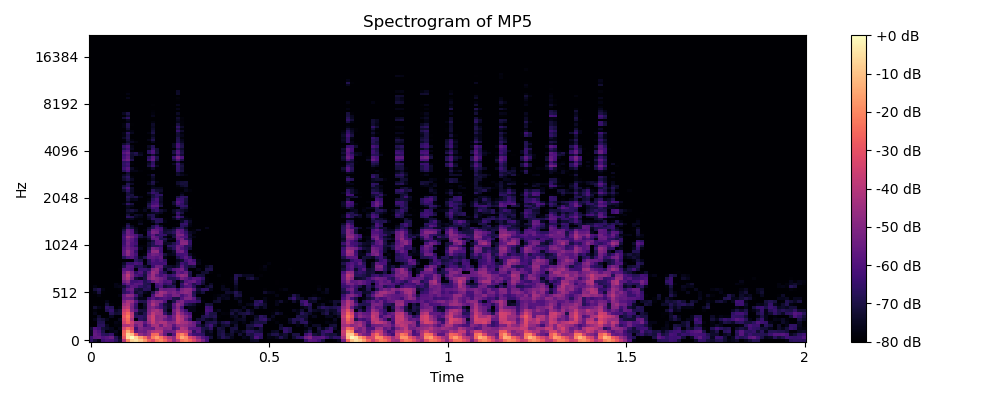 Spectrogram of MP5
Hz
16384
8192
4096
2048
1024
512
0
0 0.5 1 1.5 2
Time
+0 dB
-10 dB
-20 dB
-30 dB
-40 dB
-50 dB
-60 dB
-70 dB
-80 dB